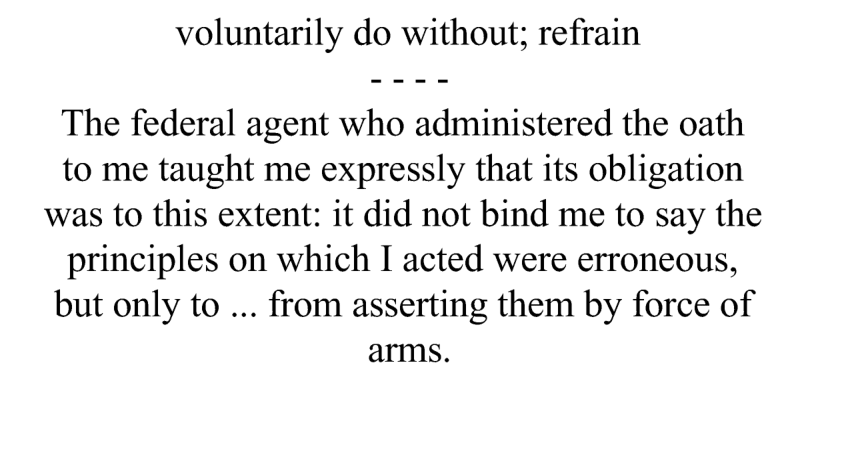 voluntarily do without; refrain
- - - -
The federal agent who administered the oath
to me taught me expressly that its obligation
was to this extent: it did not bind me to say the
principles on which I acted were erroneous,
but only to ... from asserting them by force of
arms.